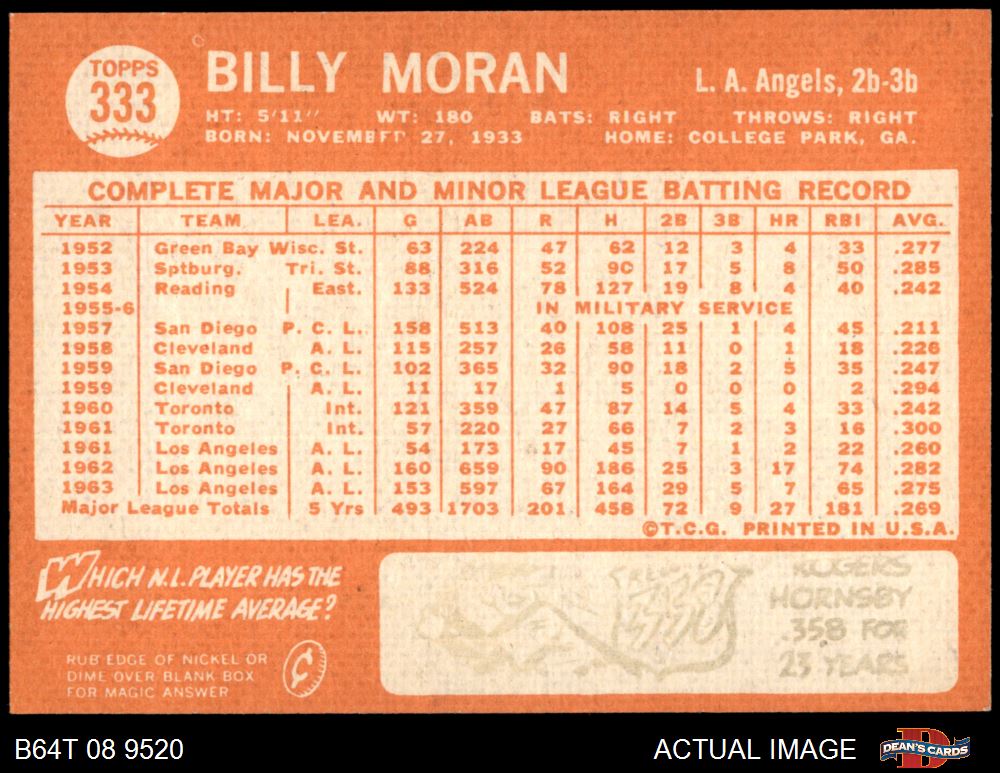 TOPPS
333
BILLY MORAN
L. A. Angels, 2b-3b
HT: 5'11'' WT: 180 BATS: RIGHT THROWS: RIGHT
BORN: NOVEMBER 27, 1933 HOME: COLLEGE PARK, GA.
COMPLETE MAJOR AND MINOR LEAGUE BATTING RECORD
YEAR TEAM LEA. G AB R H 2B 3B HR RBI AVG.
1952 Green Bay Wisc. St. 63 224 47 62 12 3 4 33 .277
1953 Sptburg. Tri. St. 88 316 52 90 17 5 8 50 .285
1954 Reading East. 133 524 78 127 19 8 4 40 .242
1955-6 IN MILITARY SERVICE
1957 San Diego P. C. L. 158 513 40 108 25 1 4 45 .211
1958 Cleveland A. L. 115 257 26 58 11 0 1 18 .226
1959 San Diego P. C. L. 102 365 32 90 18 2 5 35 .247
1959 Cleveland A. L. 11 17 1 5 0 0 0 2 .294
1960 Toronto Int. 121 359 47 87 14 5 4 33 .242
1961 Toronto Int. 57 220 27 66 7 2 3 16 .300
1961 Los Angeles A. L. 54 173 17 45 7 1 2 22 .260
1962 Los Angeles A. L. 160 659 90 186 25 3 17 74 .282
1963 Los Angeles A. L. 153 597 67 164 29 5 7 65 .275
Major League Totals 5 Yrs 493 1703 201 458 72 9 27 181 .269
©T.C.G. PRINTED IN U.S.A.
WHICH N.L. PLAYER HAS THE
HIGHEST LIFETIME AVERAGE?
RUB EDGE OF NICKEL OR
DIME OVER BLANK BOX
FOR MAGIC ANSWER
¢
ROGERS
HORNSBY
.358 FOR
23 YEARS
B64T 08 9520
ACTUAL IMAGE
DEAN'S CARDS